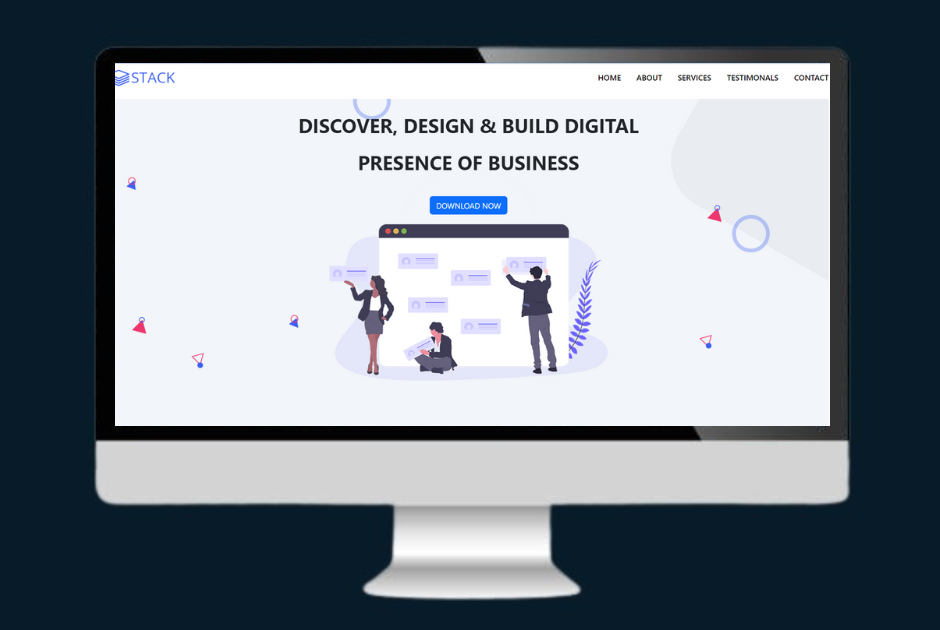 STACK
HOME ABOUT SERVICES TESTIMONALS CONTACT
DISCOVER, DESIGN & BUILD DIGITAL
PRESENCE OF BUSINESS
DOWNLOAD NOW